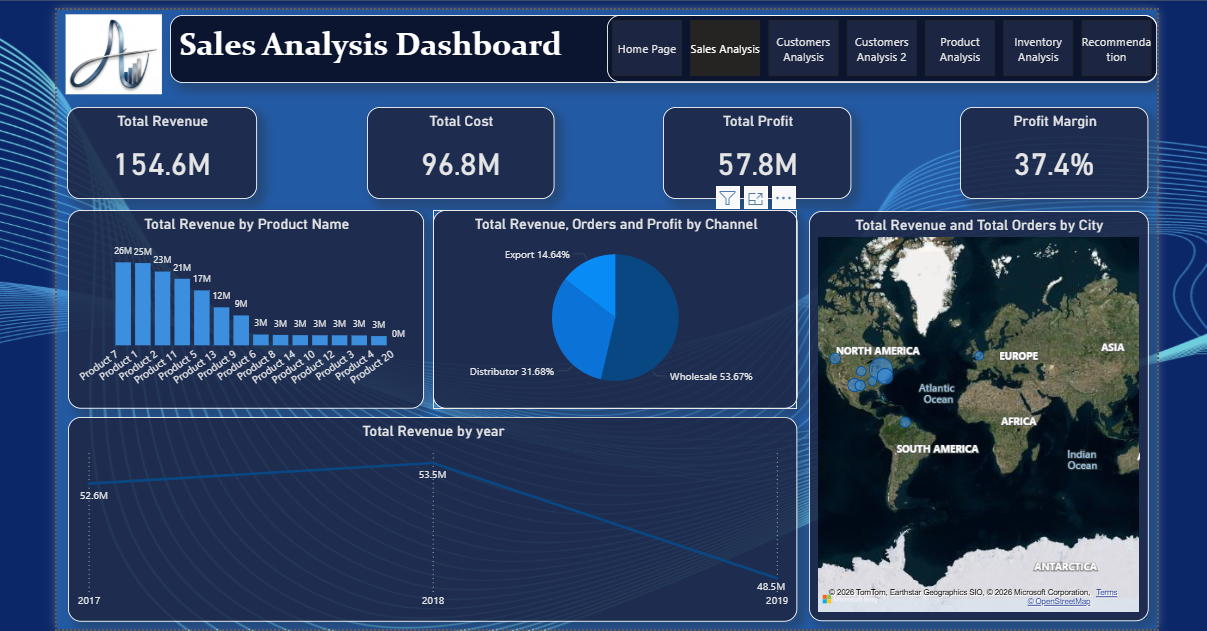 Sales Analysis Dashboard
Home Page
Sales Analysis
Customers
Analysis
Customers
Analysis 2
Product
Analysis
Inventory
Analysis
Recommenda
tion
Total Revenue
154.6M
Total Cost
96.8M
Total Profit
57.8M
Profit Margin
37.4%
Total Revenue by Product Name
26M
25M
23M
21M
17M
12M
9M
3M
3M
3M
3M
3M
3M
3M
0M
Product 7
Product 1
Product 2
Product 11
Product 5
Product 13
Product 9
Product 6
Product 8
Product 14
Product 10
Product 12
Product 3
Product 4
Product 20
Total Revenue, Orders and Profit by Channel
Export 14.64%
Distributor 31.68%
Wholesale 53.67%
Total Revenue and Total Orders by City
NORTH AMERICA
EUROPE
ASIA
Atlantic
Ocean
AFRICA
SOUTH AMERICA
Indian
Ocean
ANTARCTICA
© 2026 TomTom, Earthstar Geographics SIO, © 2026 Microsoft Corporation, Terms
© OpenStreetMap
Total Revenue by year
52.6M
53.5M
48.5M
2017
2018
2019